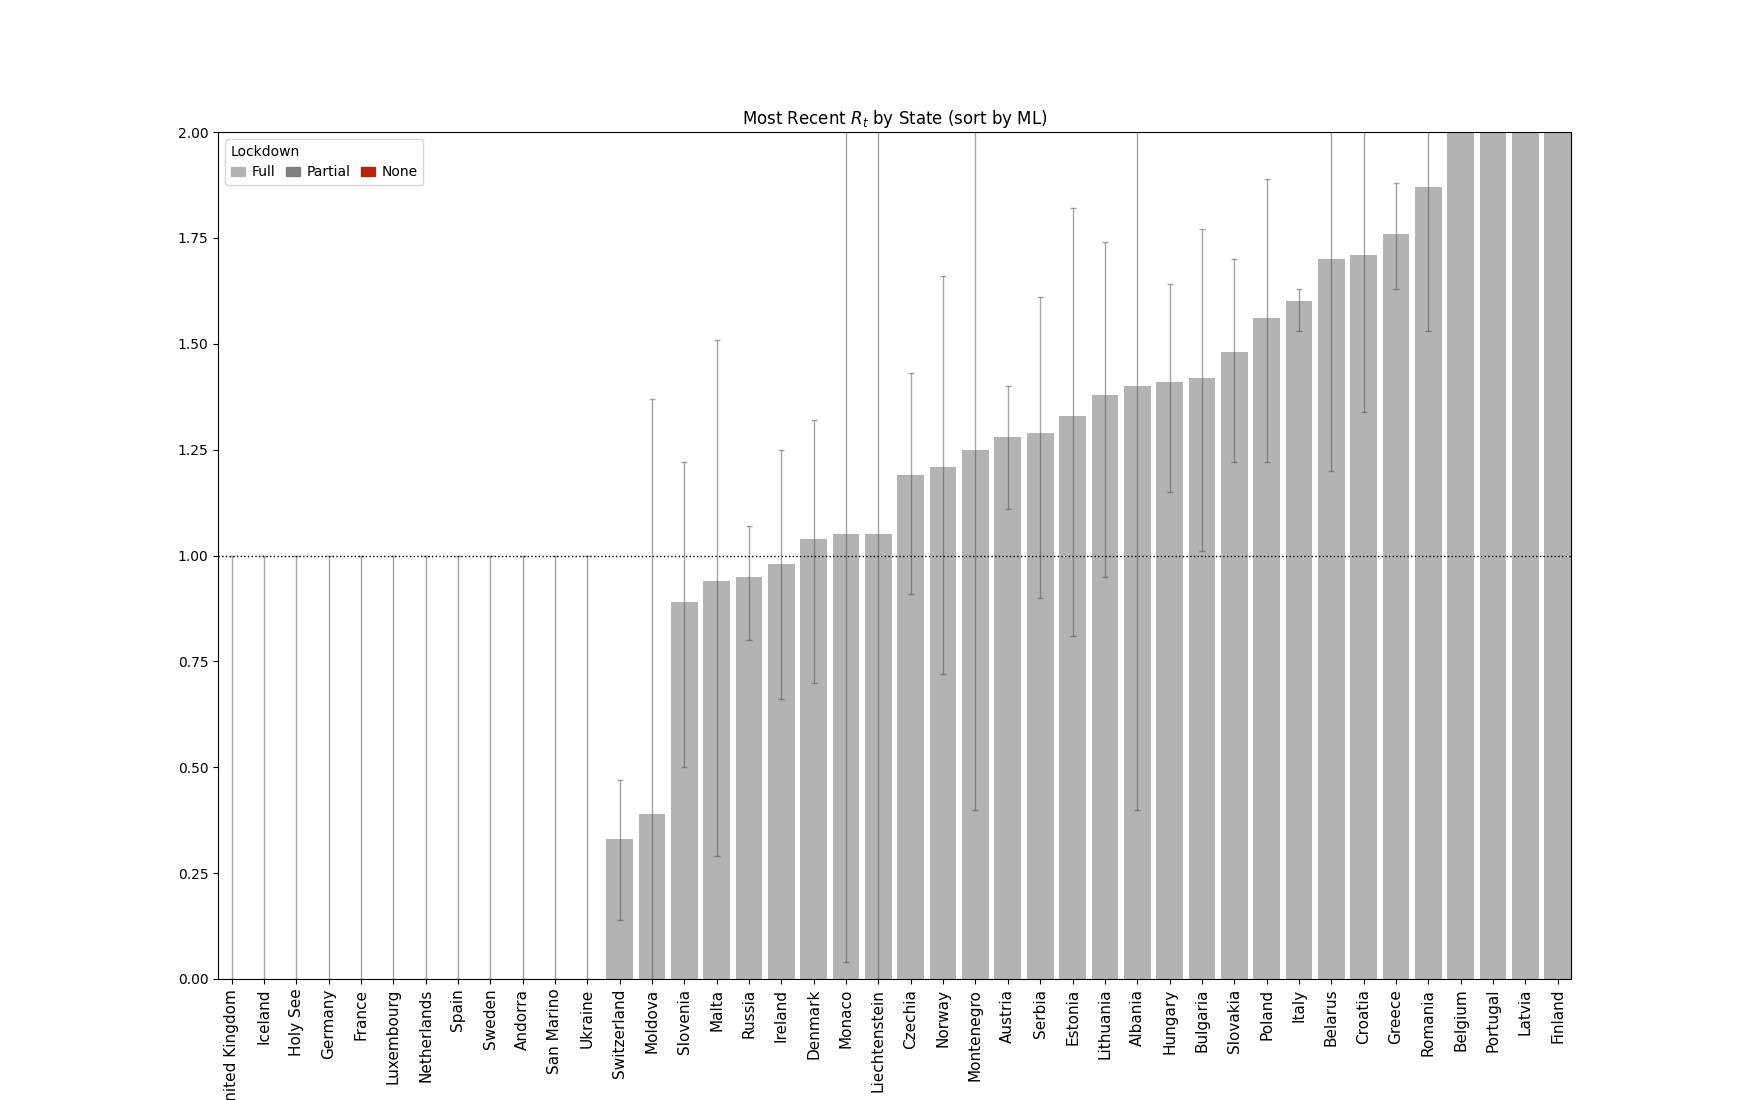 Most Recent Rt by State (sort by ML)
Lockdown
Full Partial None
2.00
1.75
1.50
1.25
1.00
0.75
0.50
0.25
0.00
nited Kingdom
Iceland
Holy See
Germany
France
Luxembourg
Netherlands
Spain
Sweden
Andorra
San Marino
Ukraine
Switzerland
Moldova
Slovenia
Malta
Russia
Ireland
Denmark
Monaco
Liechtenstein
Czechia
Norway
Montenegro
Austria
Serbia
Estonia
Lithuania
Albania
Hungary
Bulgaria
Slovakia
Poland
Italy
Belarus
Croatia
Greece
Romania
Belgium
Portugal
Latvia
Finland